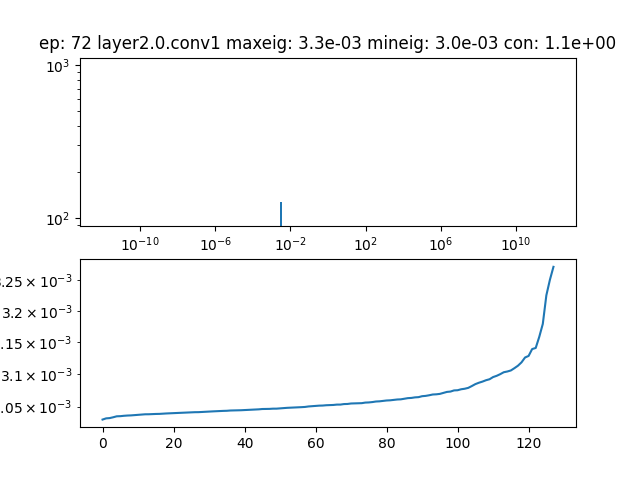 ep: 72 layer2.0.conv1 maxeig: 3.3e-03 mineig: 3.0e-03 con: 1.1e+00
10³
10²
10⁻¹⁰ 10⁻⁶ 10⁻² 10² 10⁶ 10¹⁰
.25 × 10⁻³
3.2 × 10⁻³
.15 × 10⁻³
3.1 × 10⁻³
.05 × 10⁻³
0 20 40 60 80 100 120